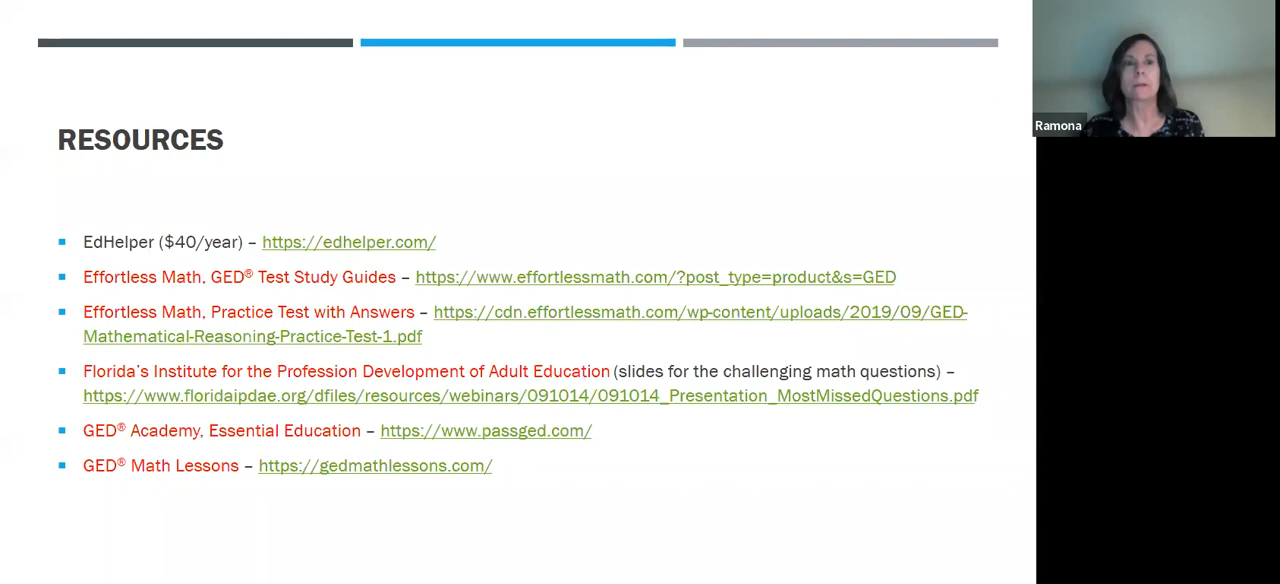 RESOURCES
EdHelper ($40/year) – https://edhelper.com/
Effortless Math, GED® Test Study Guides – https://www.effortlessmath.com/?post_type=product&s=GED
Effortless Math, Practice Test with Answers – https://cdn.effortlessmath.com/wp-content/uploads/2019/09/GED-
Mathematical-Reasoning-Practice-Test-1.pdf
Florida's Institute for the Profession Development of Adult Education (slides for the challenging math questions) –
https://www.floridaipdae.org/dfiles/resources/webinars/091014/091014_Presentation_MostMissedQuestions.pdf
GED® Academy, Essential Education – https://www.passged.com/
GED® Math Lessons – https://gedmathlessons.com/
Ramona